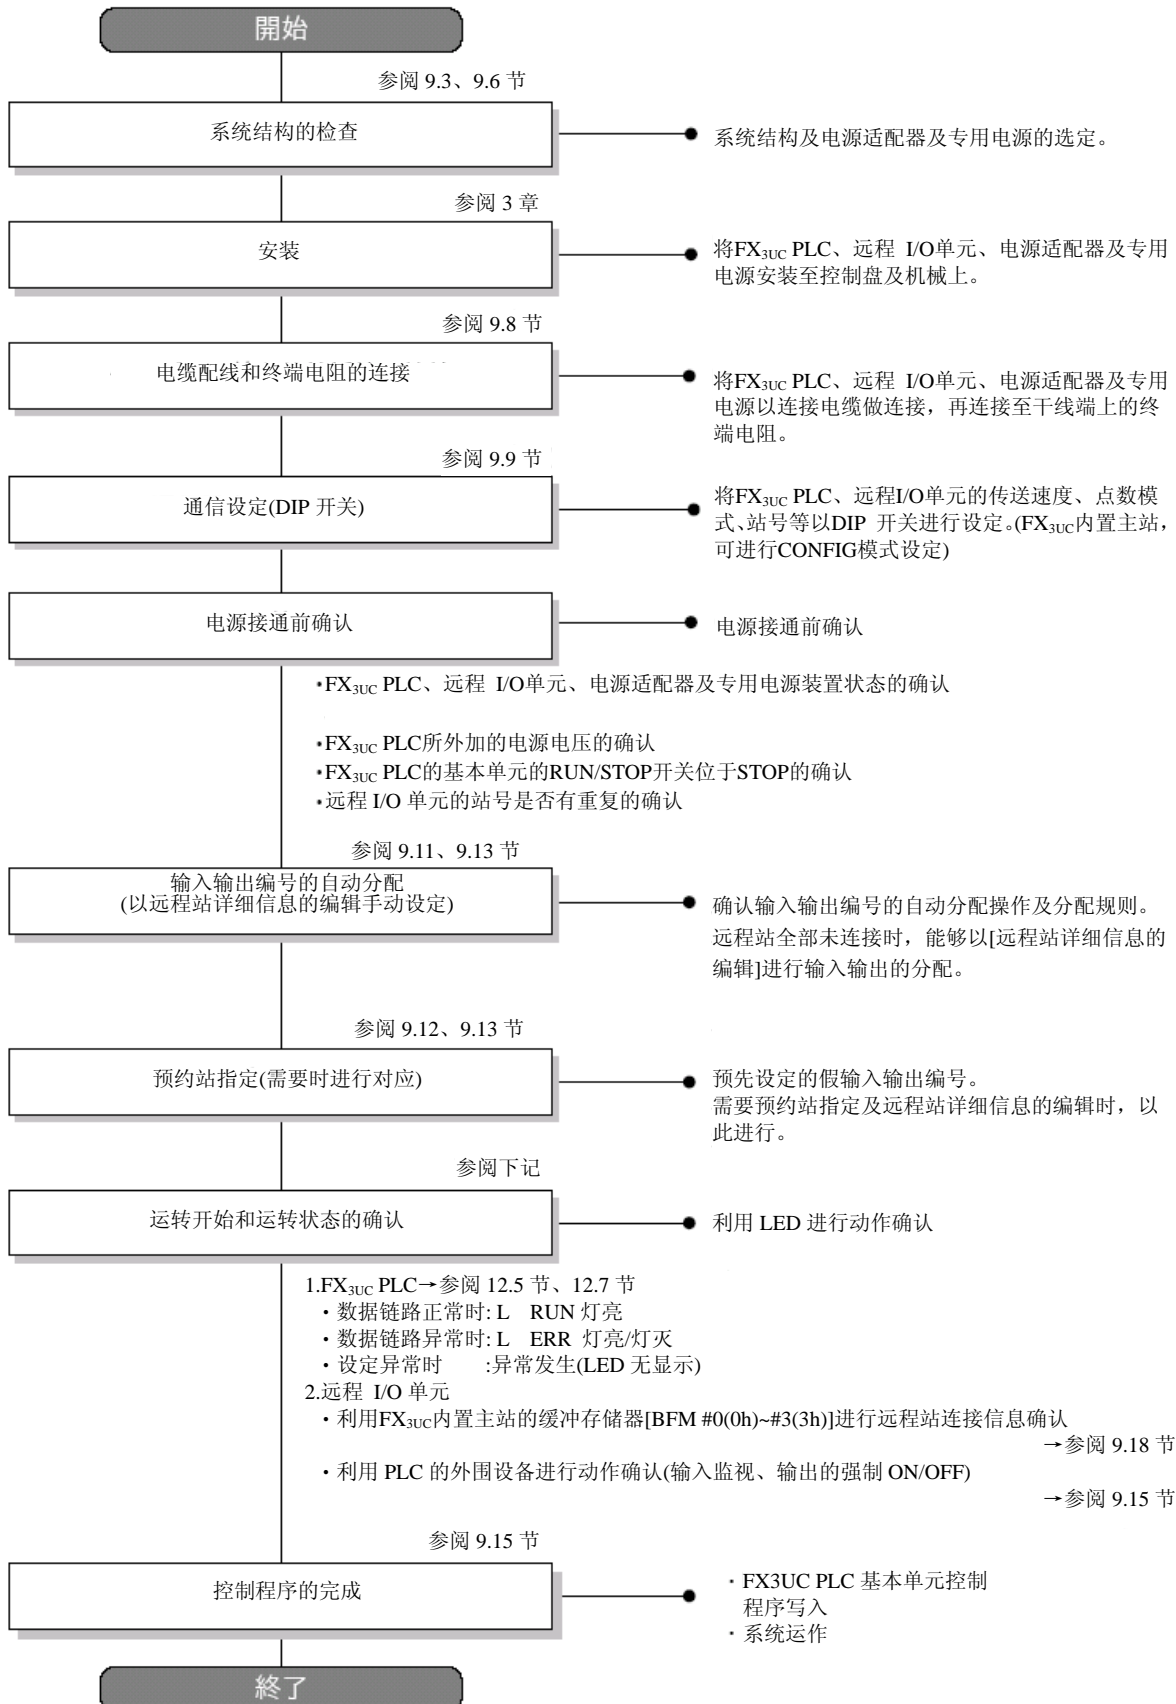 開始
参阅 9.3、9.6 节
系统结构的检查
系统结构及电源适配器及专用电源的选定。
参阅 3 章
安装
将FX3UC PLC、远程 I/O单元、电源适配器及专用
电源安装至控制盘及机械上。
参阅 9.8 节
电缆配线和终端电阻的连接
将FX3UC PLC、远程 I/O单元、电源适配器及专用
电源以连接电缆做连接，再连接至干线端上的终
端电阻。
参阅 9.9 节
通信设定(DIP 开关)
将FX3UC PLC、远程I/O单元的传送速度、点数模
式、站号等以DIP 开关进行设定。(FX3UC内置主站，
可进行CONFIG模式设定)
电源接通前确认
电源接通前确认
•FX3UC PLC、远程 I/O单元、电源适配器及专用电源装置状态的确认
•FX3UC PLC所外加的电源电压的确认
•FX3UC PLC的基本单元的RUN/STOP开关位于STOP的确认
•远程 I/O 单元的站号是否有重复的确认
参阅 9.11、9.13 节
输入输出编号的自动分配
(以远程站详细信息的编辑手动设定)
确认输入输出编号的自动分配操作及分配规则。
远程站全部未连接时，能够以[远程站详细信息的
编辑]进行输入输出的分配。
参阅 9.12、9.13 节
预约站指定(需要时进行对应)
预先设定的假输入输出编号。
需要预约站指定及远程站详细信息的编辑时，以
此进行。
参阅下记
运转开始和运转状态的确认
利用 LED 进行动作确认
1.FX3UC PLC→参阅 12.5 节、12.7 节
・数据链路正常时: L RUN 灯亮
・数据链路异常时: L ERR 灯亮/灯灭
・设定异常时 :异常发生(LED 无显示)
2.远程 I/O 单元
・利用FX3UC内置主站的缓冲存储器[BFM #0(0h)~#3(3h)]进行远程站连接信息确认
→参阅 9.18 节
・利用 PLC 的外围设备进行动作确认(输入监视、输出的强制 ON/OFF)
→参阅 9.15 节
参阅 9.15 节
控制程序的完成
・FX3UC PLC 基本单元控制
程序写入
・系统运作
終了